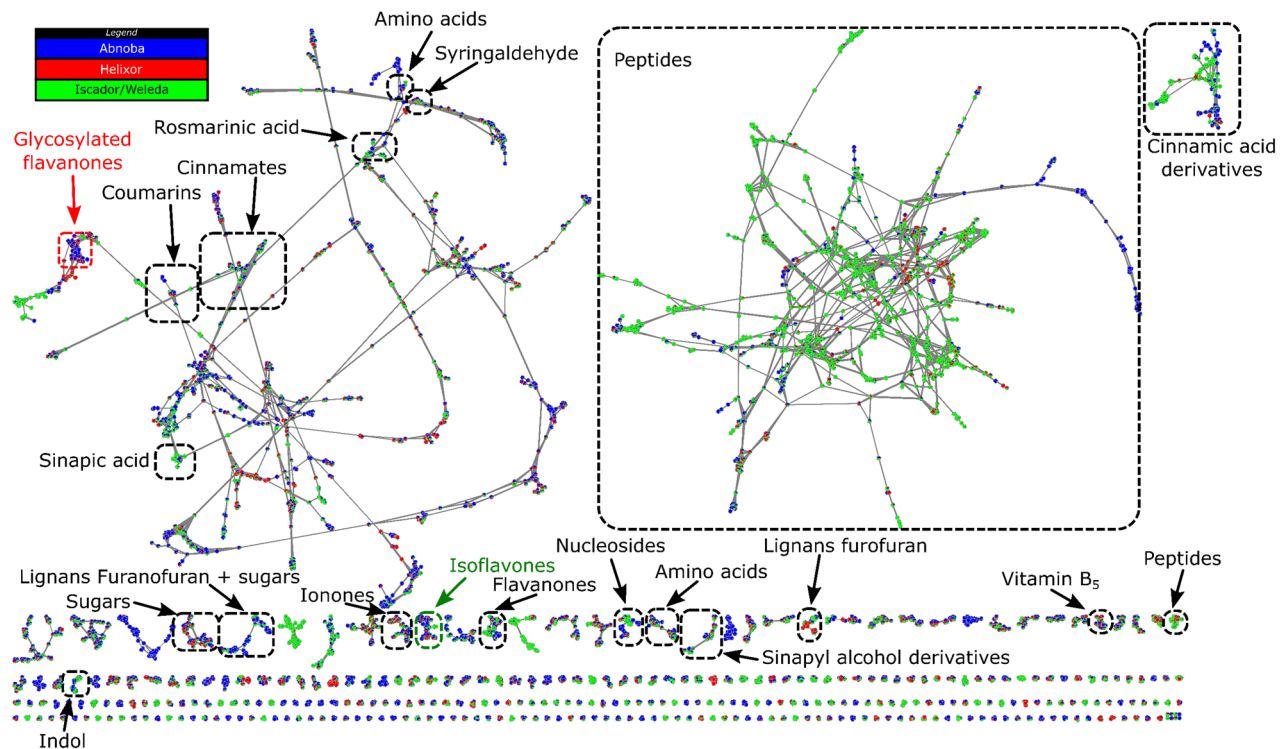 Legend
Abnoba
Helixor
Iscador/Weleda
Amino acids
Syringaldehyde
Rosmarinic acid
Glycosylated
flavanones
Cinnamates
Coumarins
Sinapic acid
Peptides
Cinnamic acid
derivatives
Lignans Furanofuran + sugars
Sugars
Ionones
Isoflavones
Flavanones
Nucleosides
Amino acids
Lignans furofuran
Vitamin B₅
Peptides
Sinapyl alcohol derivatives
Indol